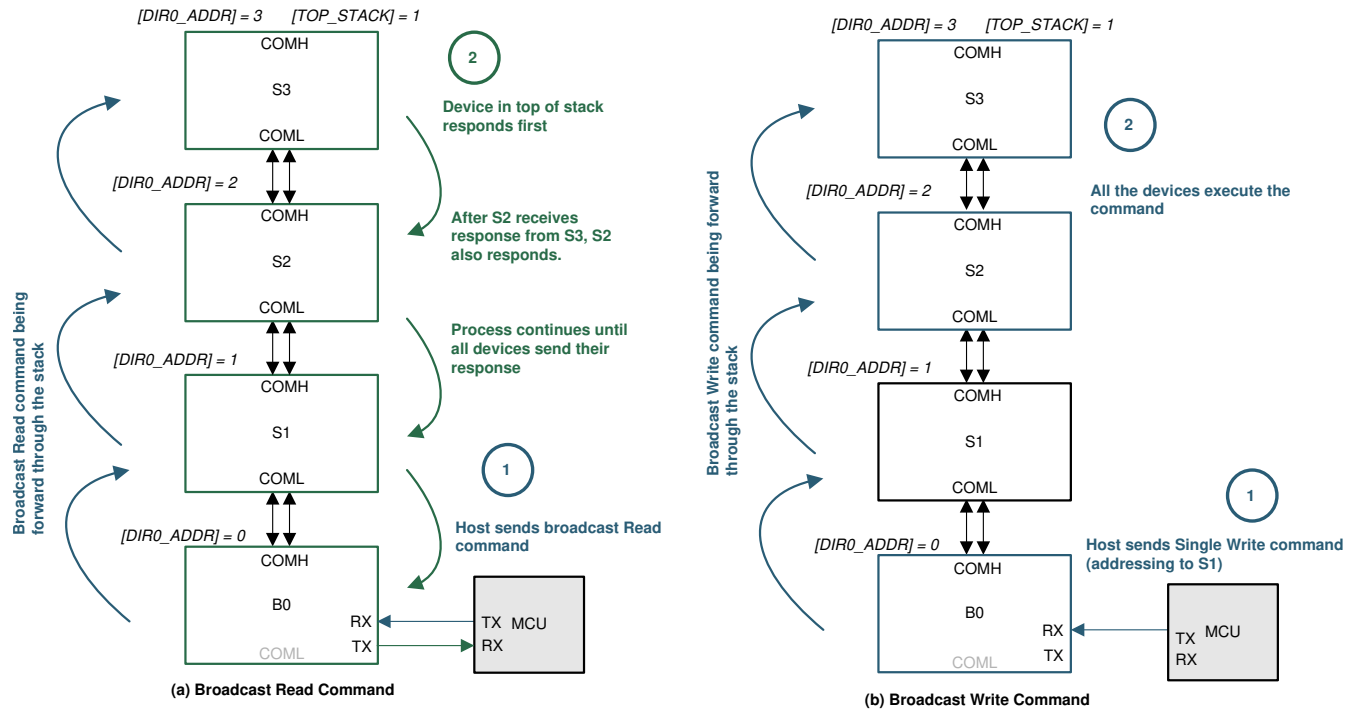 [DIR0_ADDR] = 3 [TOP_STACK] = 1
COMH
S3
COML
2
Device in top of stack
responds first
[DIR0_ADDR] = 2
COMH
S2
COML
After S2 receives
response from S3, S2
also responds.
Process continues until
all devices send their
response
[DIR0_ADDR] = 1
COMH
S1
COML
1
Host sends broadcast Read
command
[DIR0_ADDR] = 0
COMH
B0
RX
TX
COML
TX MCU
RX
Broadcast Read command being
forward through the stack
(a) Broadcast Read Command
[DIR0_ADDR] = 3 [TOP_STACK] = 1
COMH
S3
COML
2
All the devices execute the
command
[DIR0_ADDR] = 2
COMH
S2
COML
[DIR0_ADDR] = 1
COMH
S1
COML
1
Host sends Single Write command
(addressing to S1)
[DIR0_ADDR] = 0
COMH
B0
RX
TX
COML
TX MCU
RX
Broadcast Write command being forward
through the stack
(b) Broadcast Write Command